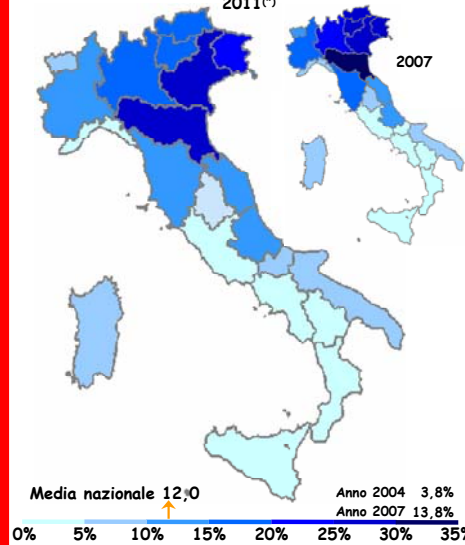 2011(*)
2007
Media nazionale 12,0
Anno 2004 3,8%
Anno 2007 13,8%
0% 5% 10% 15% 20% 25% 30% 35%